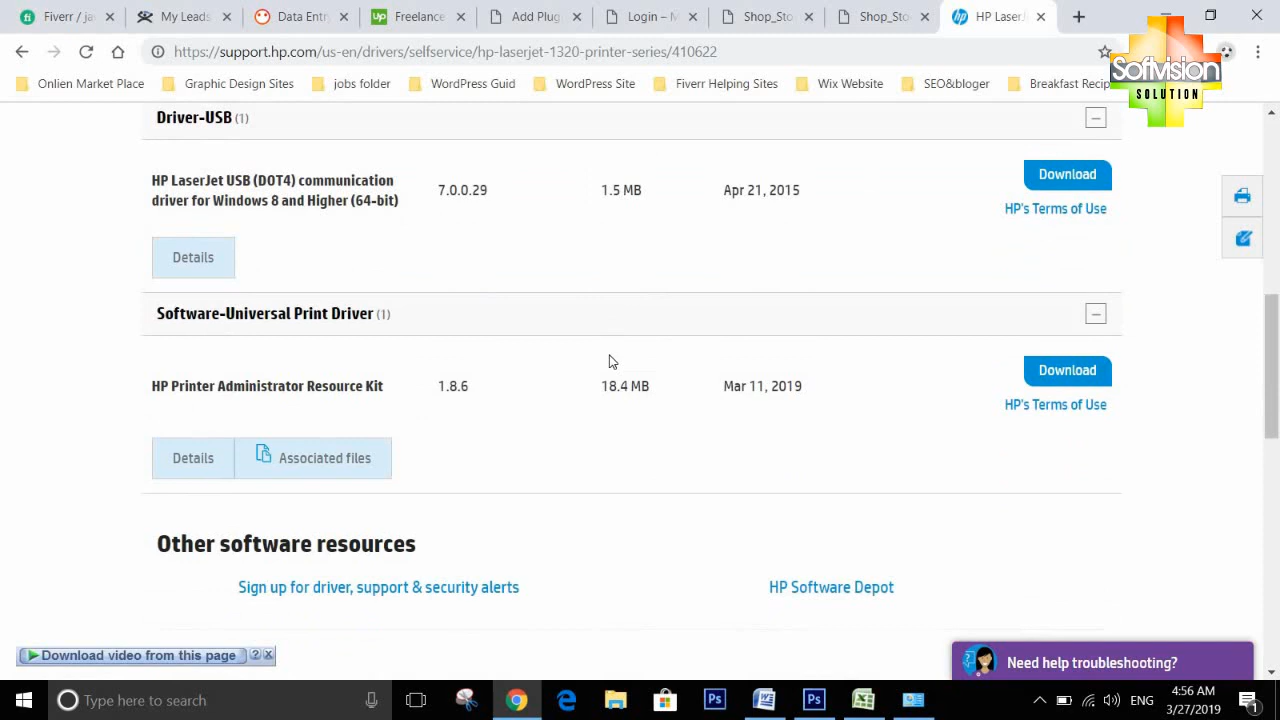 Fiverr / ja
My Leads
Data Entr
Freelance
Add Plug
Login – M
Shop_Sto
Shop_Sto
HP LaserJ
https://support.hp.com/us-en/drivers/selfservice/hp-laserjet-1320-printer-series/410622
Onlien Market Place
Graphic Design Sites
jobs folder
WordPress Guid
WordPress Site
Fiverr Helping Sites
Wix Website
SEO&bloger
Breakfast Recip
Softvision
SOLUTION
Driver-USB (1)
HP LaserJet USB (DOT4) communication
driver for Windows 8 and Higher (64-bit)
7.0.0.29
1.5 MB
Apr 21, 2015
Download
HP's Terms of Use
Details
Software-Universal Print Driver (1)
HP Printer Administrator Resource Kit
1.8.6
18.4 MB
Mar 11, 2019
Download
HP's Terms of Use
Details
Associated files
Other software resources
Sign up for driver, support & security alerts
HP Software Depot
Download video from this page
Need help troubleshooting?
Type here to search
ENG
4:56 AM
3/27/2019